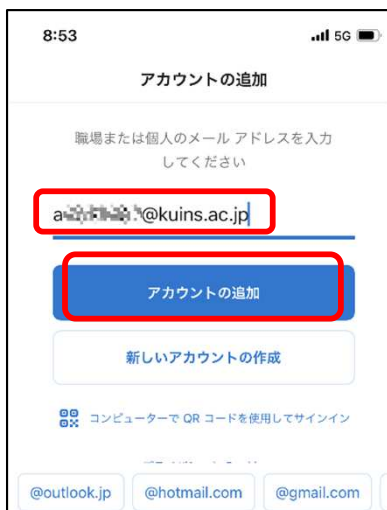 8:53 5G
アカウントの追加
職場または個人のメール アドレスを入力
してください
@kuins.ac.jp
アカウントの追加
新しいアカウントの作成
コンピューターで QR コードを使用してサインイン
@outlook.jp @hotmail.com @gmail.com